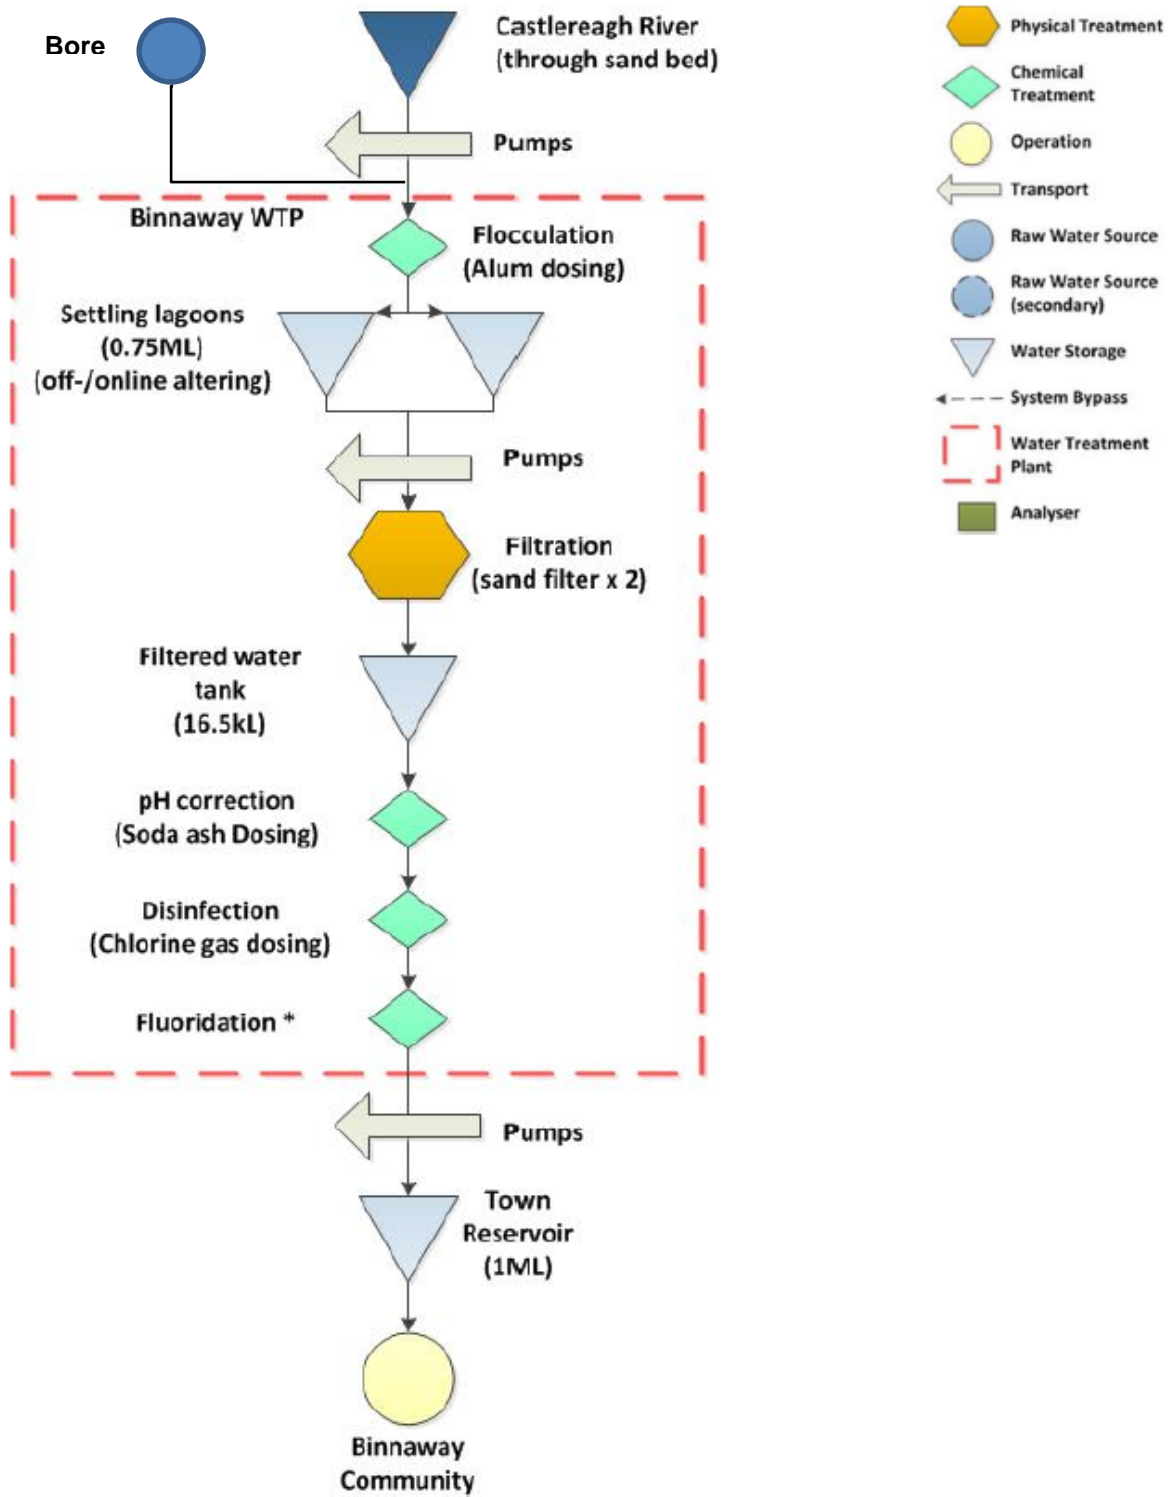 Bore
Castlereagh River
(through sand bed)
Pumps
Binnaway WTP
Flocculation
(Alum dosing)
Settling lagoons
(0.75ML)
(off-/online altering)
Pumps
Filtration
(sand filter x 2)
Filtered water
tank
(16.5kL)
pH correction
(Soda ash Dosing)
Disinfection
(Chlorine gas dosing)
Fluoridation *
Pumps
Town
Reservoir
(1ML)
Binnaway
Community
Physical Treatment
Chemical
Treatment
Operation
Transport
Raw Water Source
Raw Water Source
(secondary)
Water Storage
System Bypass
Water Treatment
Plant
Analyser